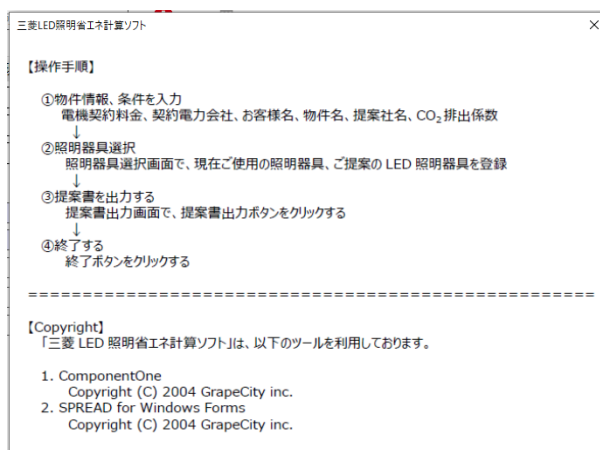 三菱LED照明省エネ計算ソフト
【操作手順】
①物件情報、条件を入力
電機契約料金、契約電力会社、お客様名、物件名、提案社名、CO₂排出係数
↓
②照明器具選択
照明器具選択画面で、現在ご使用の照明器具、ご提案の LED 照明器具を登録
↓
③提案書を出力する
提案書出力画面で、提案書出力ボタンをクリックする
↓
④終了する
終了ボタンをクリックする
====================================================
【Copyright】
「三菱 LED 照明省エネ計算ソフト」は、以下のツールを利用しております。
1. ComponentOne
Copyright (C) 2004 GrapeCity inc.
2. SPREAD for Windows Forms
Copyright (C) 2004 GrapeCity inc.